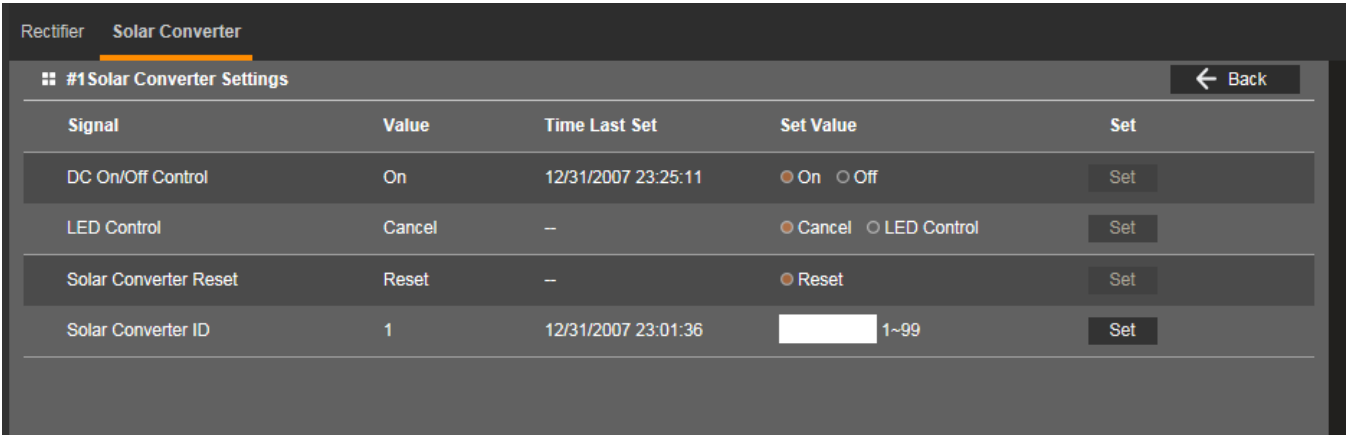 Rectifier Solar Converter
#1Solar Converter Settings Back
Signal Value Time Last Set Set Value Set
DC On/Off Control On 12/31/2007 23:25:11 On Off Set
LED Control Cancel -- Cancel LED Control Set
Solar Converter Reset Reset -- Reset Set
Solar Converter ID 1 12/31/2007 23:01:36 1~99 Set